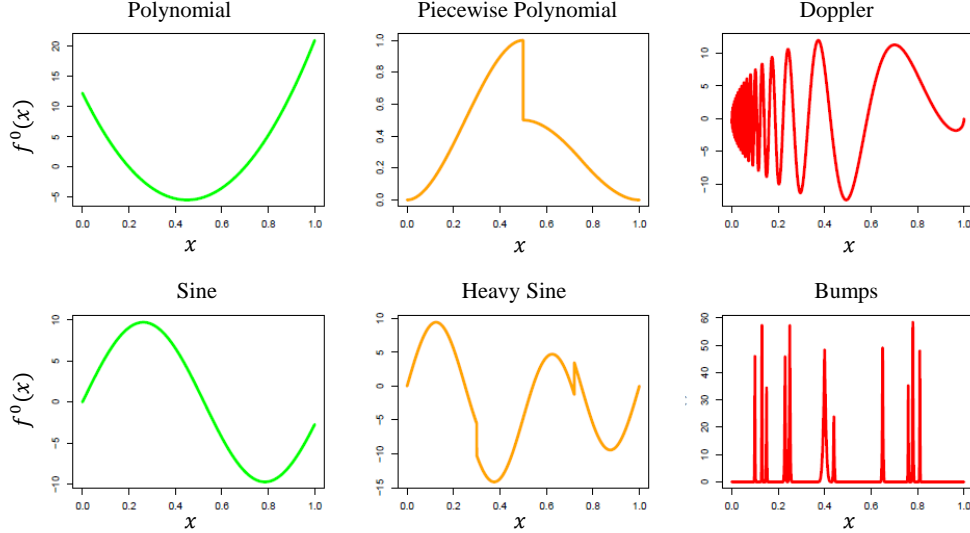 Polynomial
Piecewise Polynomial
Doppler
f⁰(x)
20
15
10
5
0
−5
0.0 0.2 0.4 0.6 0.8 1.0
x
1.0
0.8
0.6
0.4
0.2
0.0
0.0 0.2 0.4 0.6 0.8 1.0
x
10
5
0
−5
−10
0.0 0.2 0.4 0.6 0.8 1.0
x
Sine
Heavy Sine
Bumps
f⁰(x)
10
5
0
−5
−10
0.0 0.2 0.4 0.6 0.8 1.0
x
10
5
0
−5
−10
−15
0.0 0.2 0.4 0.6 0.8 1.0
x
60
50
40
30
20
10
0
0.0 0.2 0.4 0.6 0.8 1.0
x